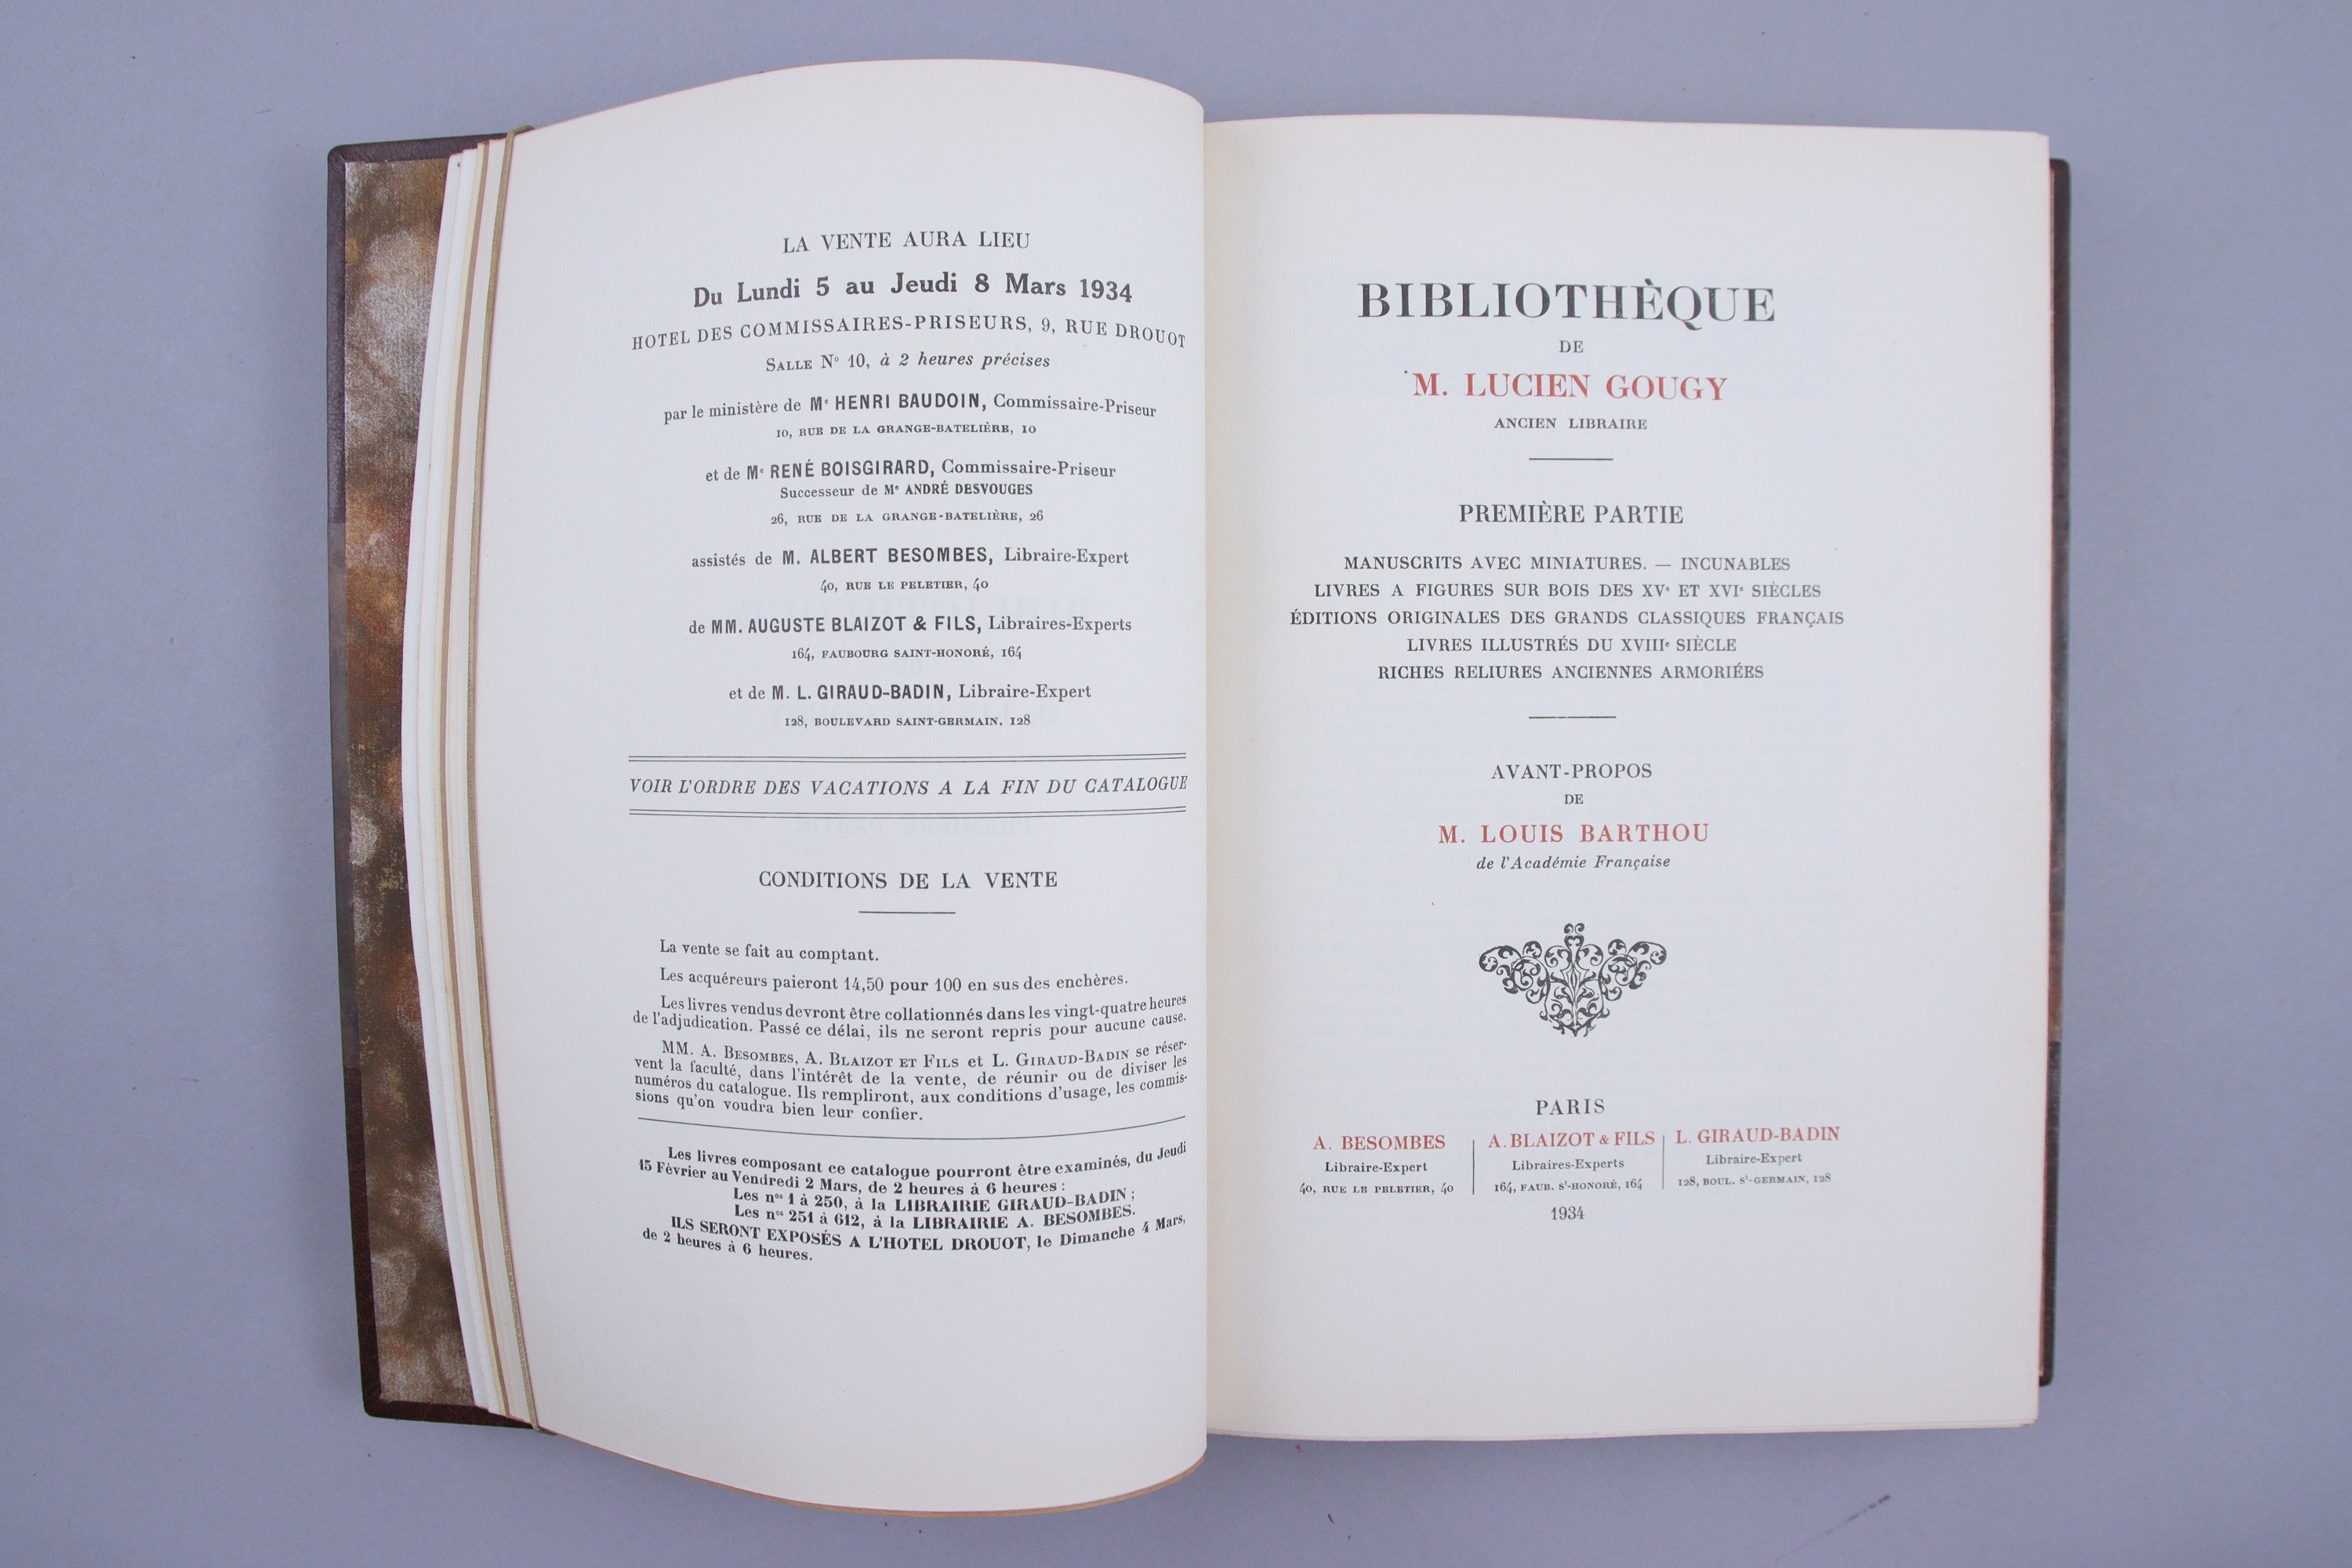 LA VENTE AURA LIEU
Du Lundi 5 au Jeudi 8 Mars 1934
HOTEL DES COMMISSAIRES-PRISEURS, 9, RUE DROUOT
SALLE N° 10, à 2 heures précises
par le ministère de Me HENRI BAUDOIN, Commissaire-Priseur
10, RUE DE LA GRANGE-BATELIÈRE, 10
et de Me RENÉ BOISGIRARD, Commissaire-Priseur
Successeur de Me ANDRÉ DESVOUGES
26, RUE DE LA GRANGE-BATELIÈRE, 26
assistés de M. ALBERT BESOMBES, Libraire-Expert
40, RUE LE PELETIER, 40
de MM. AUGUSTE BLAIZOT & FILS, Libraires-Experts
164, FAUBOURG SAINT-HONORÉ, 164
et de M. L. GIRAUD-BADIN, Libraire-Expert
128, BOULEVARD SAINT-GERMAIN, 128
VOIR L'ORDRE DES VACATIONS A LA FIN DU CATALOGUE
CONDITIONS DE LA VENTE
La vente se fait au comptant.
Les acquéreurs paieront 14,50 pour 100 en sus des enchères.
Les livres vendus devront être collationnés dans les vingt-quatre heures
de l'adjudication. Passé ce délai, ils ne seront repris pour aucune cause.
MM. A. BESOMBES, A. BLAIZOT ET FILS et L. GIRAUD-BADIN se réser-
vent la faculté, dans l'intérêt de la vente, de réunir ou de diviser les
numéros du catalogue. Ils rempliront, aux conditions d'usage, les commis-
sions qu'on voudra bien leur confier.
Les livres composant ce catalogue pourront être examinés, du Jeudi
15 Février au Vendredi 2 Mars, de 2 heures à 6 heures :
Les nos 1 à 250, à la LIBRAIRIE GIRAUD-BADIN ;
Les nos 251 à 612, à la LIBRAIRIE A. BESOMBES.
ILS SERONT EXPOSÉS A L'HOTEL DROUOT, le Dimanche 4 Mars,
de 2 heures à 6 heures.
BIBLIOTHÈQUE
DE
M. LUCIEN GOUGY
ANCIEN LIBRAIRE
PREMIÈRE PARTIE
MANUSCRITS AVEC MINIATURES. — INCUNABLES
LIVRES A FIGURES SUR BOIS DES XVe ET XVIe SIÈCLES
ÉDITIONS ORIGINALES DES GRANDS CLASSIQUES FRANÇAIS
LIVRES ILLUSTRÉS DU XVIIIe SIÈCLE
RICHES RELIURES ANCIENNES ARMORIÉES
AVANT-PROPOS
DE
M. LOUIS BARTHOU
de l'Académie Française
PARIS
A. BESOMBES
Libraire-Expert
40, RUE LE PELETIER, 40
A. BLAIZOT & FILS
Libraires-Experts
164, FAUB. St-HONORÉ, 164
L. GIRAUD-BADIN
Libraire-Expert
128, BOUL. St-GERMAIN, 128
1934